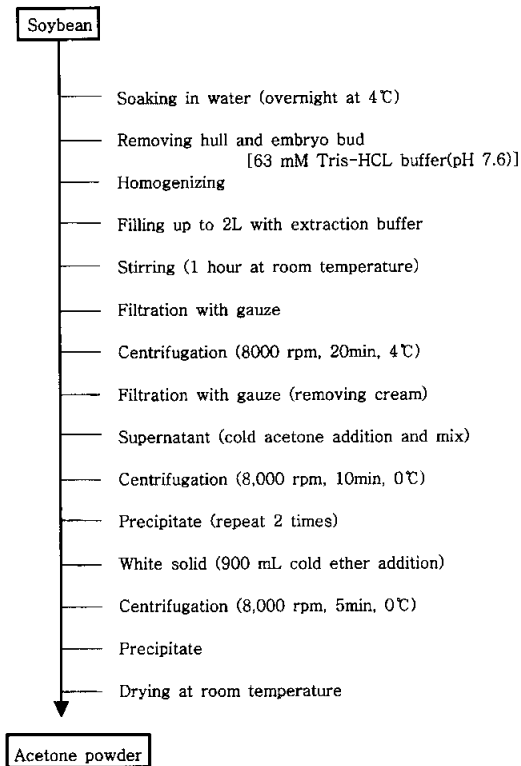 Soybean
Soaking in water (overnight at 4℃)
Removing hull and embryo bud
[63 mM Tris-HCL buffer(pH 7.6)]
Homogenizing
Filling up to 2L with extraction buffer
Stirring (1 hour at room temperature)
Filtration with gauze
Centrifugation (8000 rpm, 20min, 4℃)
Filtration with gauze (removing cream)
Supernatant (cold acetone addition and mix)
Centrifugation (8,000 rpm, 10min, 0℃)
Precipitate (repeat 2 times)
White solid (900 mL cold ether addition)
Centrifugation (8,000 rpm, 5min, 0℃)
Precipitate
Drying at room temperature
Acetone powder